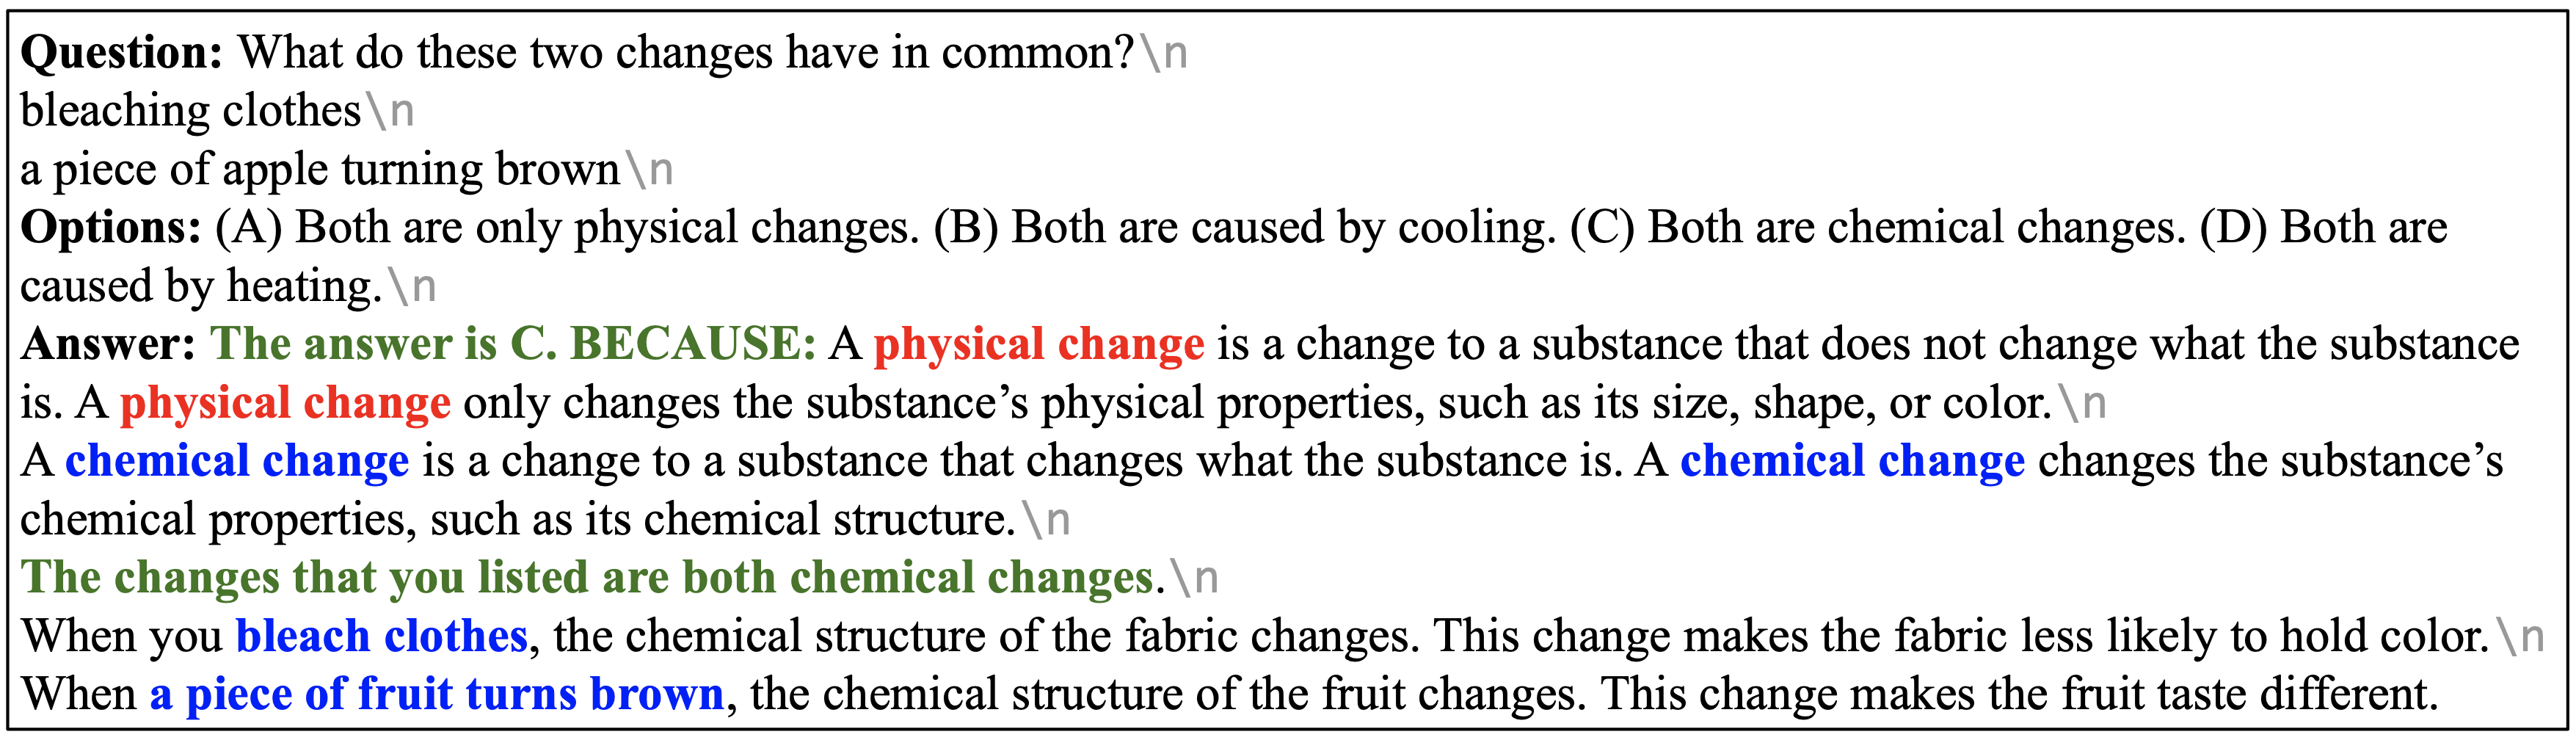 Question: What do these two changes have in common?\n
bleaching clothes\n
a piece of apple turning brown\n
Options: (A) Both are only physical changes. (B) Both are caused by cooling. (C) Both are chemical changes. (D) Both are
caused by heating.\n
Answer: The answer is C. BECAUSE: A physical change is a change to a substance that does not change what the substance
is. A physical change only changes the substance’s physical properties, such as its size, shape, or color.\n
A chemical change is a change to a substance that changes what the substance is. A chemical change changes the substance’s
chemical properties, such as its chemical structure.\n
The changes that you listed are both chemical changes.\n
When you bleach clothes, the chemical structure of the fabric changes. This change makes the fabric less likely to hold color.\n
When a piece of fruit turns brown, the chemical structure of the fruit changes. This change makes the fruit taste different.